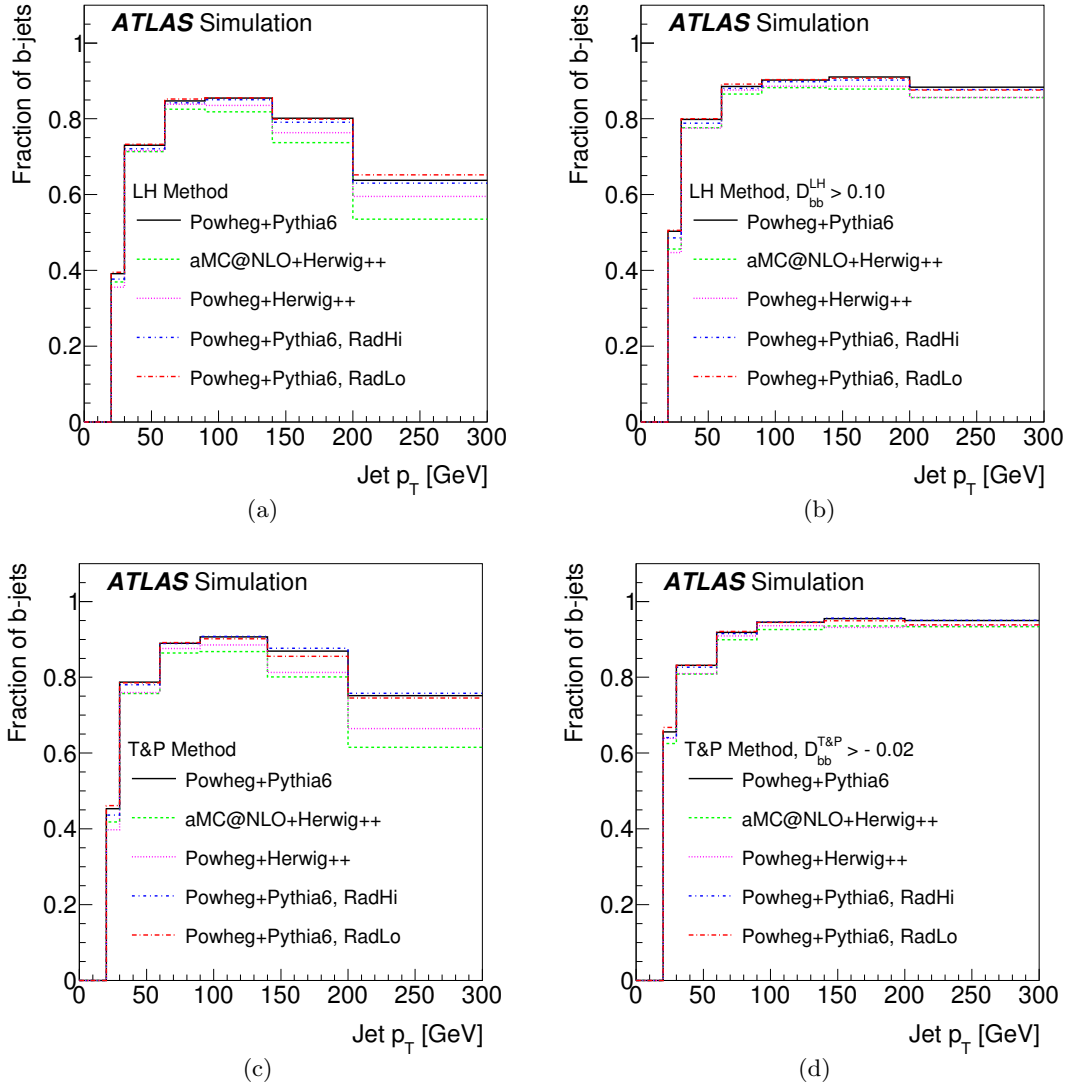 ATLAS Simulation
Fraction of b-jets
1
0.8
0.6
0.4
0.2
0
LH Method
Powheg+Pythia6
aMC@NLO+Herwig++
Powheg+Herwig++
Powheg+Pythia6, RadHi
Powheg+Pythia6, RadLo
0 50 100 150 200 250 300
Jet p_T [GeV]
(a)
ATLAS Simulation
Fraction of b-jets
1
0.8
0.6
0.4
0.2
0
LH Method, D_bb^LH > 0.10
Powheg+Pythia6
aMC@NLO+Herwig++
Powheg+Herwig++
Powheg+Pythia6, RadHi
Powheg+Pythia6, RadLo
0 50 100 150 200 250 300
Jet p_T [GeV]
(b)
ATLAS Simulation
Fraction of b-jets
1
0.8
0.6
0.4
0.2
0
T&P Method
Powheg+Pythia6
aMC@NLO+Herwig++
Powheg+Herwig++
Powheg+Pythia6, RadHi
Powheg+Pythia6, RadLo
0 50 100 150 200 250 300
Jet p_T [GeV]
(c)
ATLAS Simulation
Fraction of b-jets
1
0.8
0.6
0.4
0.2
0
T&P Method, D_bb^T&P > - 0.02
Powheg+Pythia6
aMC@NLO+Herwig++
Powheg+Herwig++
Powheg+Pythia6, RadHi
Powheg+Pythia6, RadLo
0 50 100 150 200 250 300
Jet p_T [GeV]
(d)